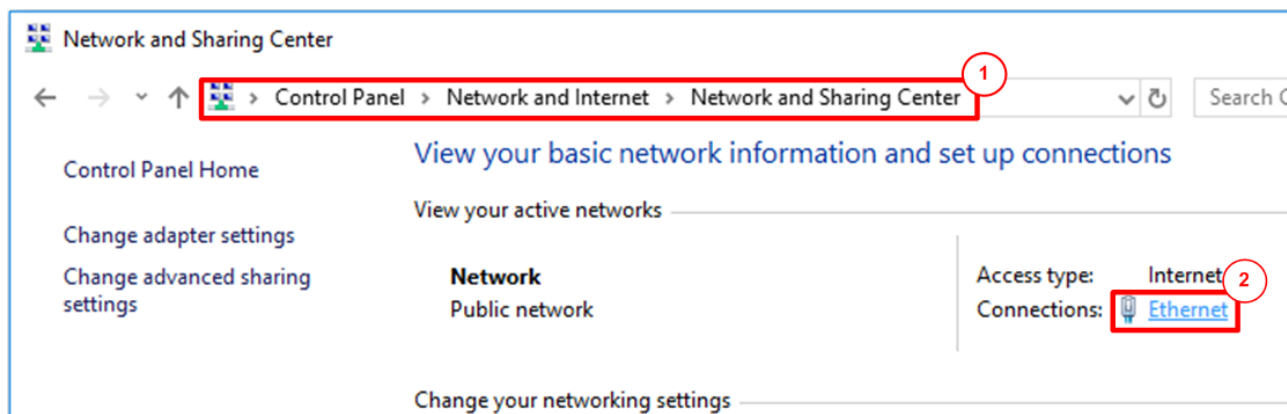 Network and Sharing Center
Control Panel > Network and Internet > Network and Sharing Center
1
Search
Control Panel Home
View your basic network information and set up connections
Change adapter settings
View your active networks
Change advanced sharing
settings
Network
Public network
Access type: Internet
2
Connections: Ethernet
Change your networking settings